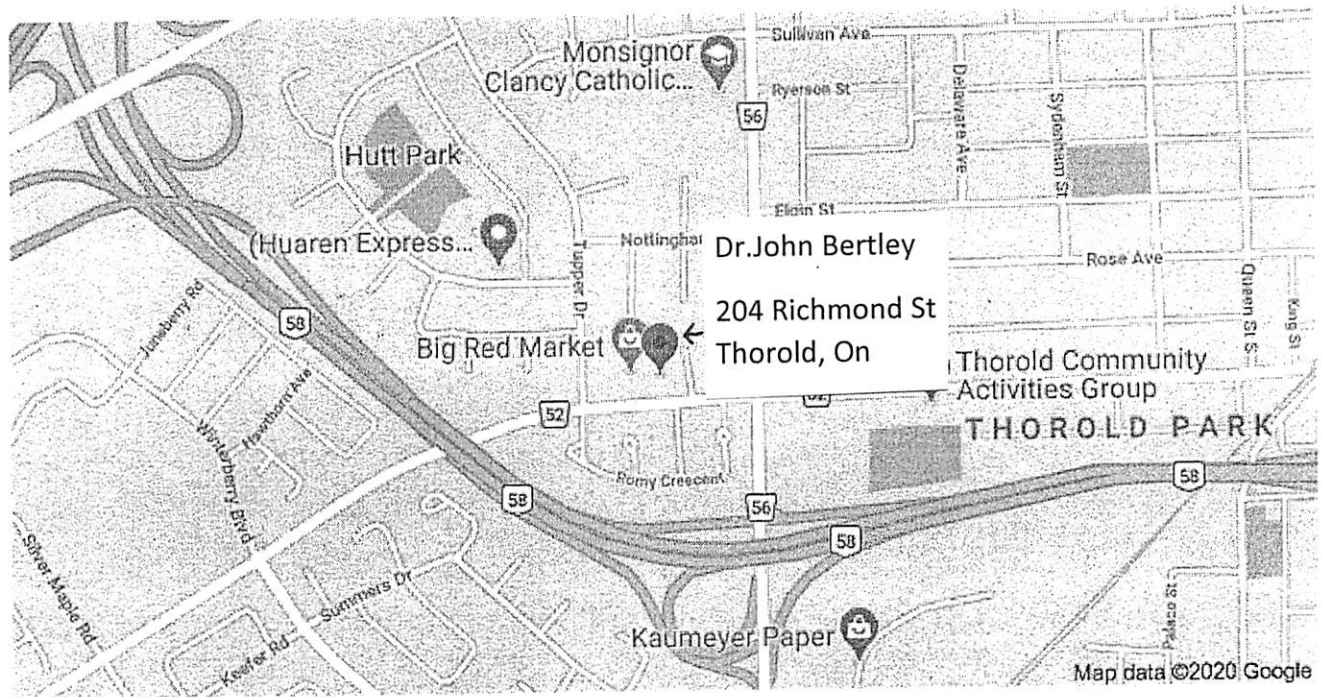 Monsignor
Clancy Catholic...
Sullivan Ave
Ryerson St
56
Delaware Ave
Sydenham St
Hutt Park
Elgin St
(Huaren Express...
Nottingha
Tupper Dr
Dr.John Bertley
204 Richmond St
Thorold, On
Rose Ave
Queen St S
King St
Juneberry Rd
58
Big Red Market
Thorold Community
Activities Group
52
THOROLD PARK
Hawthorn Ave
Winterberry Blvd
Romy Crescent
58
56
58
58
Silver Maple Rd
Summers Dr
Keefer Rd
Kaumeyer Paper
Palace St
Map data ©2020 Google